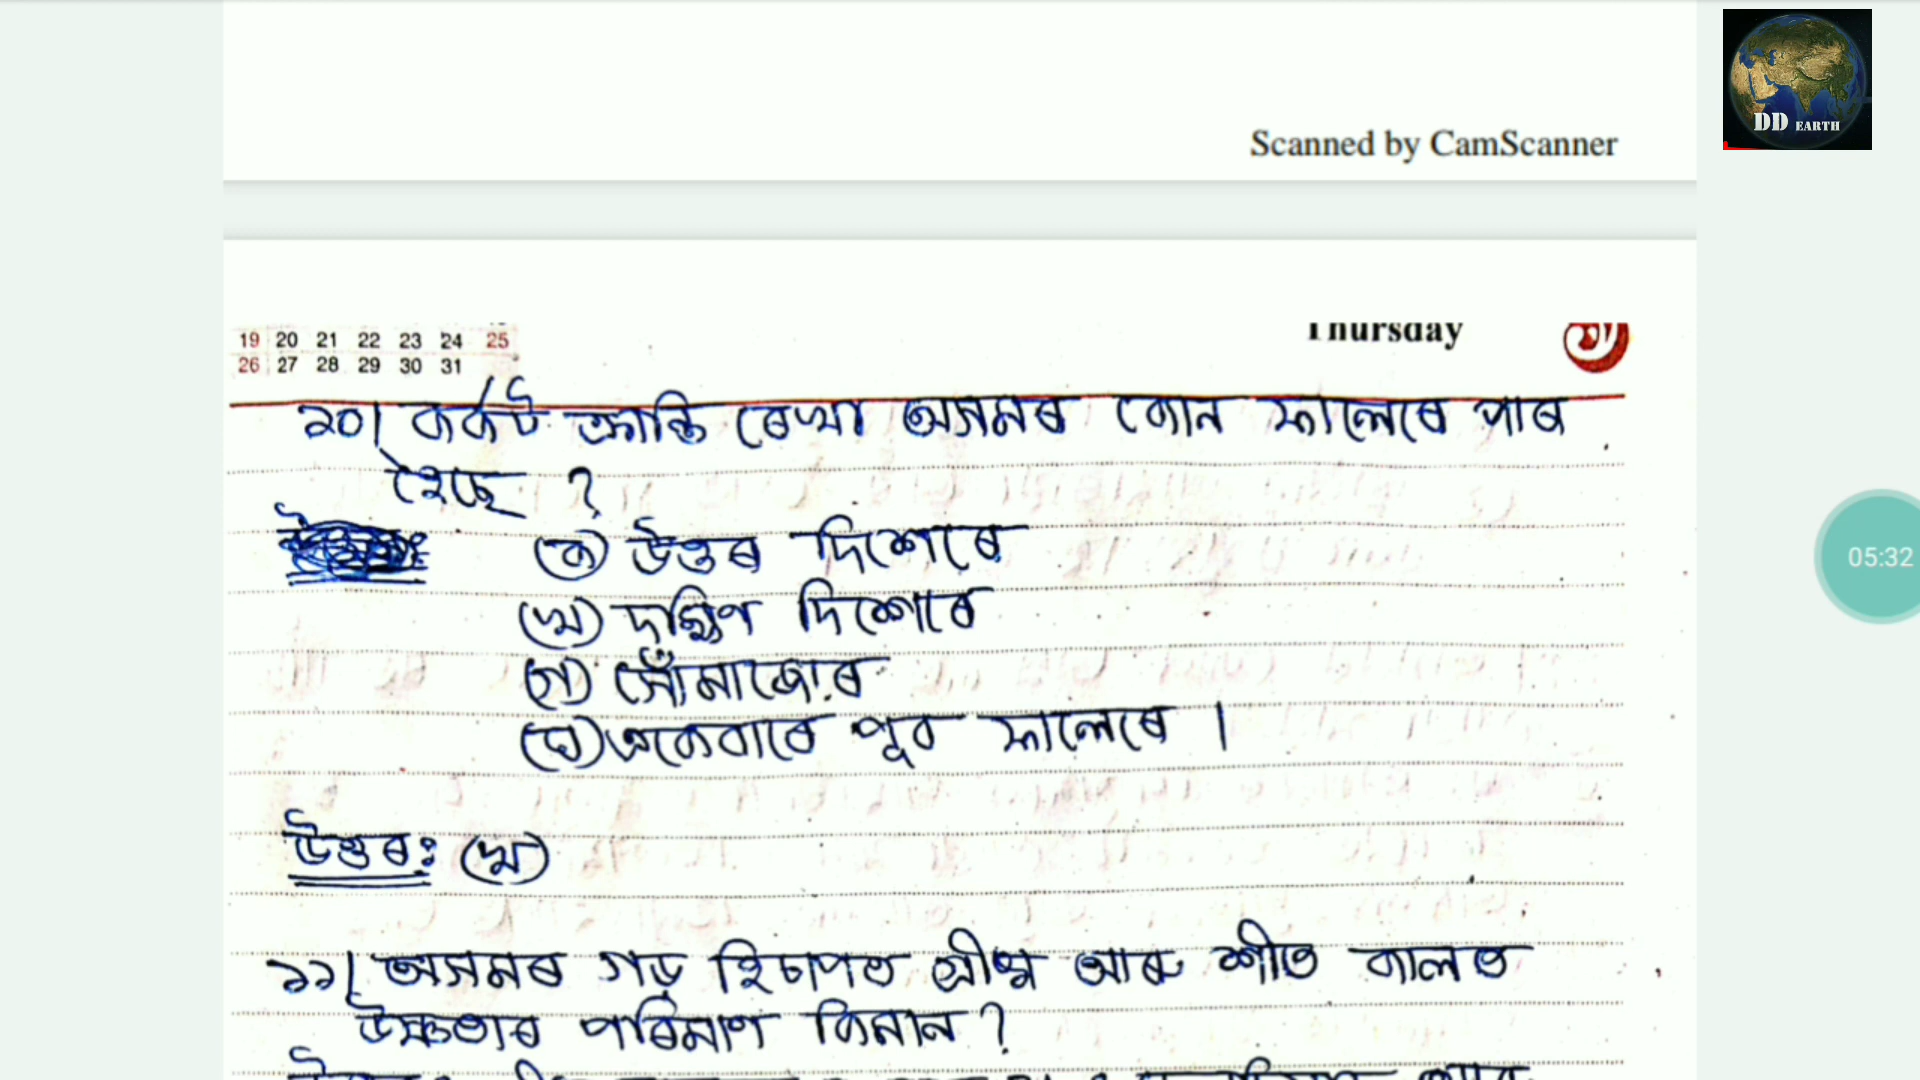 DD EARTH
Scanned by CamScanner
19 20 21 22 23 24 25
Thursday
26 27 28 29 30 31
১০| কৰ্কট ক্ৰান্তি ৰেখা অসমৰ কোন ফালেৰে পাৰ
হৈছে ?
(ক) উত্তৰ দিশেৰে
(খ) দক্ষিণ দিশেৰে
05:32
(গ) সোঁমাজেৰে
(ঘ) একেবাৰে পূব ফালেৰে |
উত্তৰঃ (খ)
১১| অসমৰ গড় হিচাপত গ্ৰীষ্ম আৰু শীত কালত
উষ্ণতাৰ পৰিমাণ কিমান ?